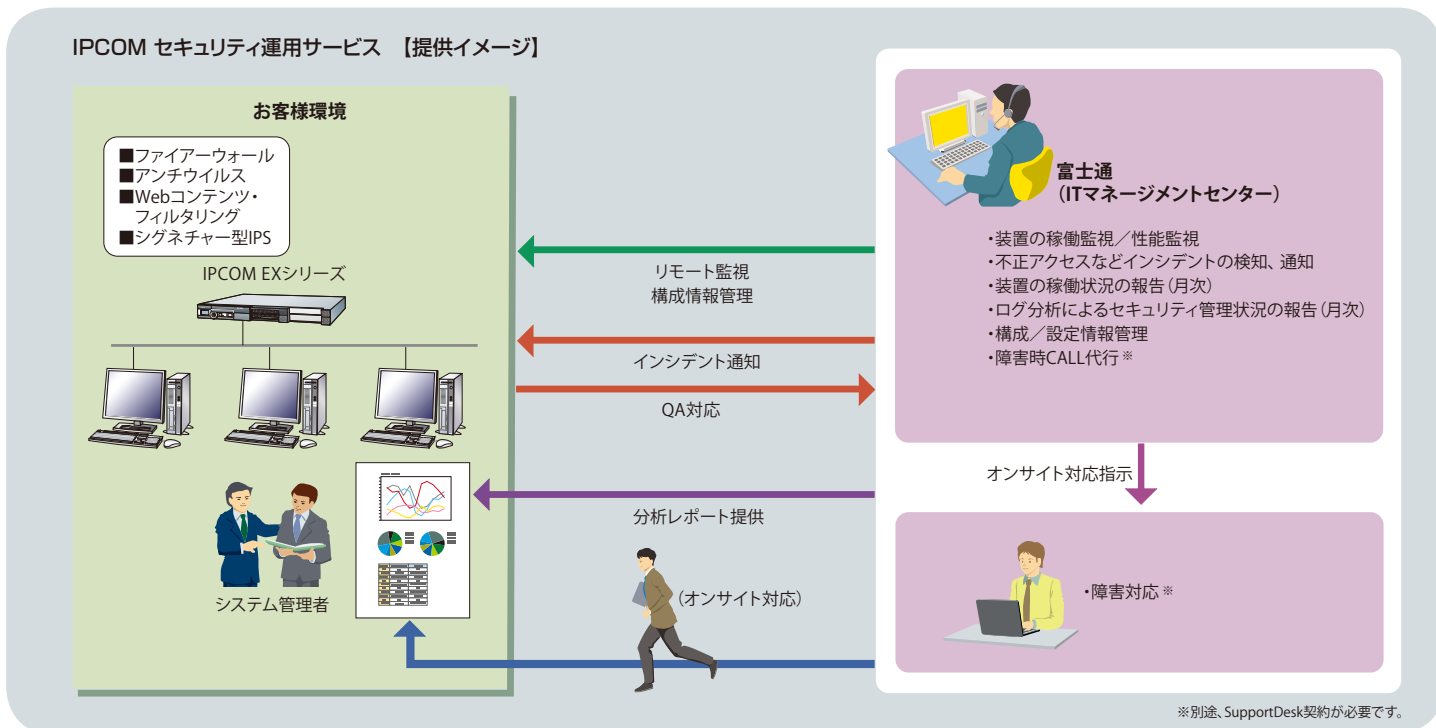 IPCOM セキュリティ運用サービス 【提供イメージ】
お客様環境
■ファイアーウォール
■アンチウイルス
■Webコンテンツ・
フィルタリング
■シグネチャー型IPS
IPCOM EXシリーズ
システム管理者
リモート監視
構成情報管理
インシデント通知
QA対応
分析レポート提供
(オンサイト対応)
富士通
(ITマネージメントセンター)
・装置の稼働監視／性能監視
・不正アクセスなどインシデントの検知、通知
・装置の稼働状況の報告(月次)
・ログ分析によるセキュリティ管理状況の報告(月次)
・構成／設定情報管理
・障害時CALL代行※
オンサイト対応指示
・障害対応※
※別途、SupportDesk契約が必要です。